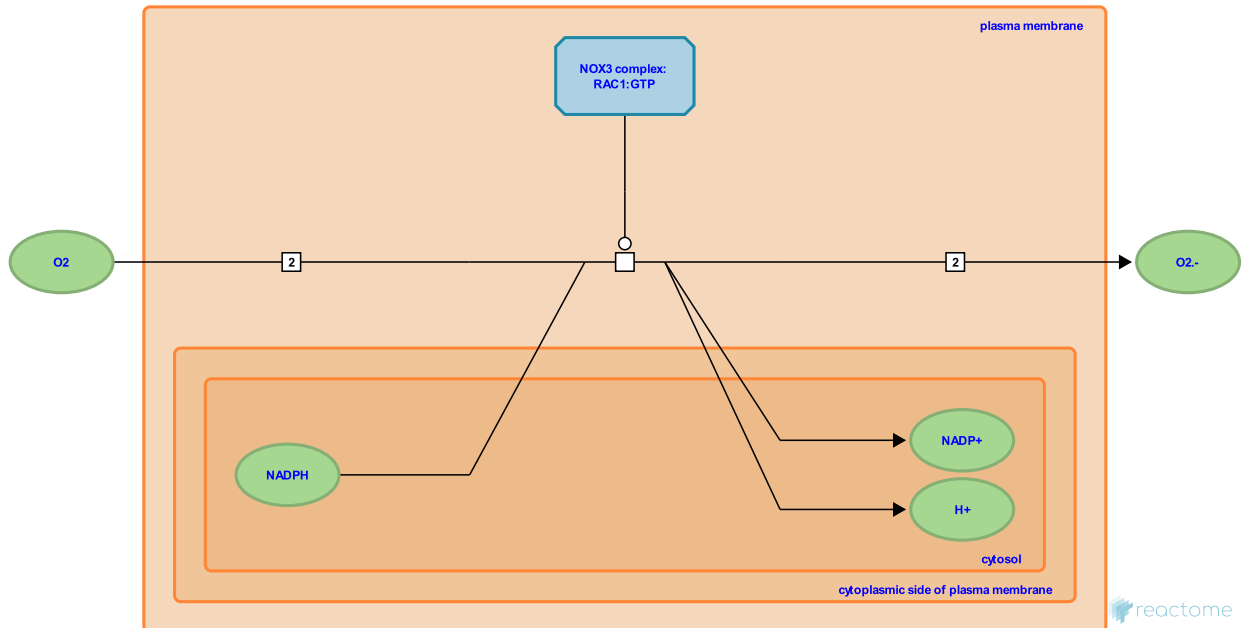 plasma membrane
NOX3 complex:
RAC1:GTP
O2
2
2
O2.-
NADPH
NADP+
H+
cytosol
cytoplasmic side of plasma membrane
reactome